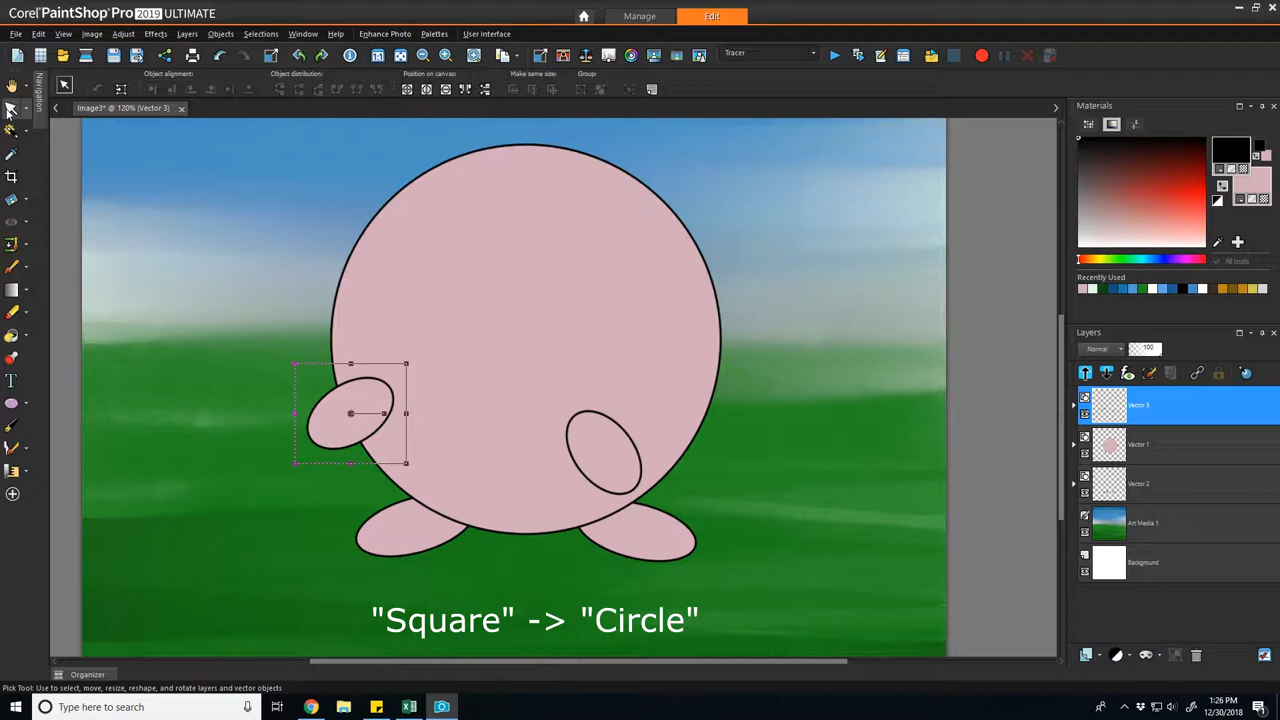 Corel®PaintShop®Pro 2019 ULTIMATE
Manage
Edit
File Edit View Image Adjust Effects Layers Objects Selections Window Help Enhance Photo Palettes User Interface
Tracer
Object alignment: Object distribution: Position on canvas: Make same size: Group:
Navigation
Image3* @ 120% (Vector 3)
Materials
All tools
Recently Used
Layers
Normal 100
Vector 3
Vector 1
Vector 2
Art Media 1
Background
"Square" -> "Circle"
Organizer
Pick Tool: Use to select, move, resize, reshape, and rotate layers and vector objects
Type here to search
1:26 PM
12/30/2018